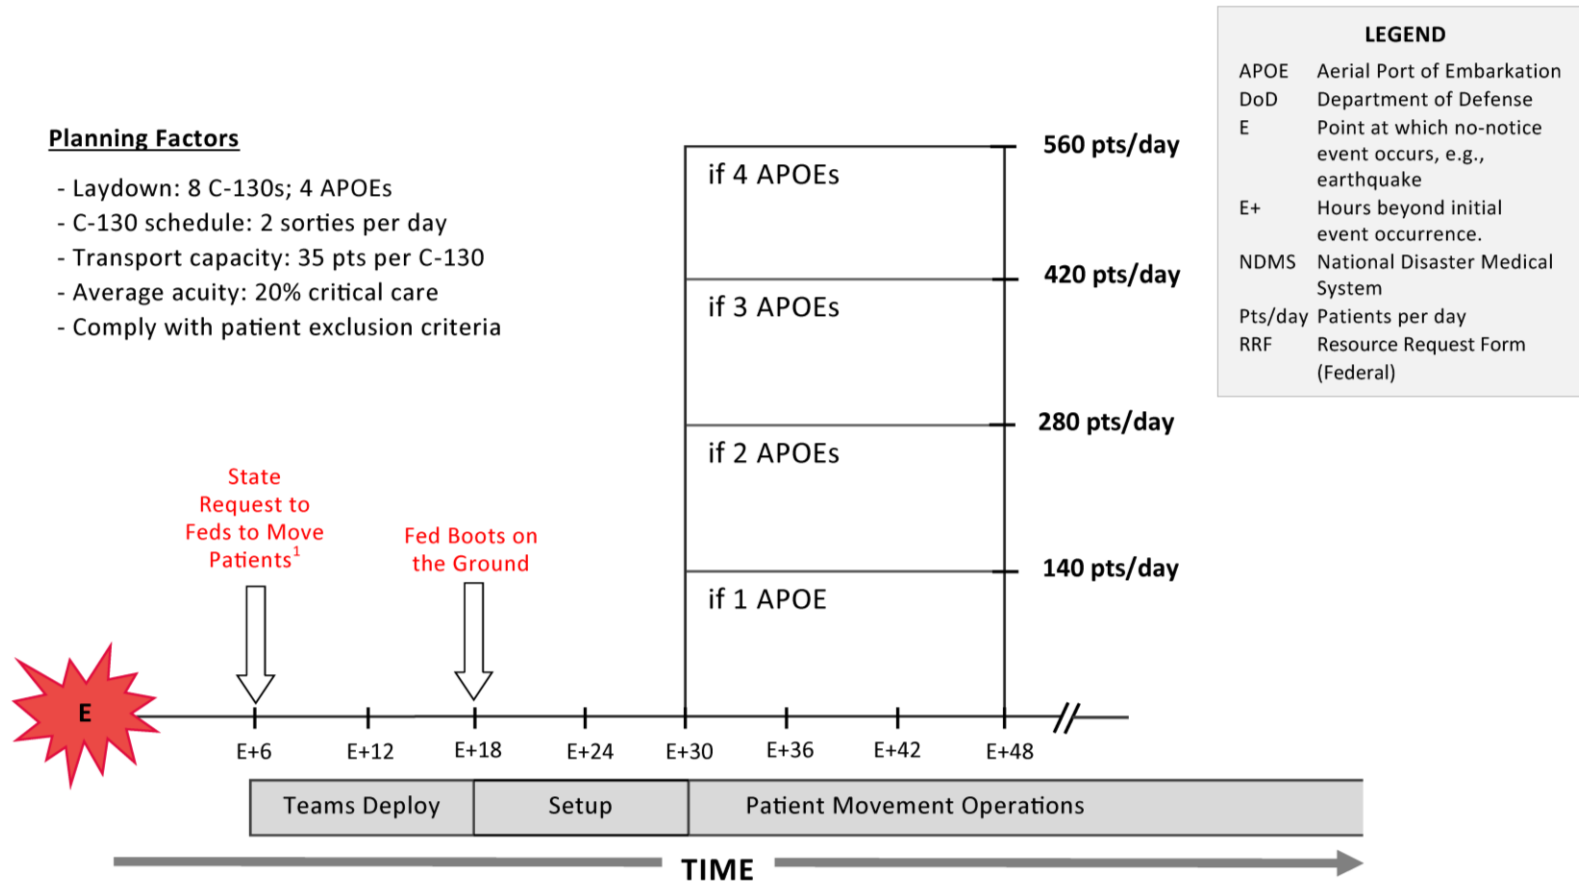 LEGEND
APOE Aerial Port of Embarkation
DoD Department of Defense
E Point at which no-notice
event occurs, e.g.,
earthquake
E+ Hours beyond initial
event occurrence.
NDMS National Disaster Medical
System
Pts/day Patients per day
RRF Resource Request Form
(Federal)
Planning Factors
- Laydown: 8 C-130s; 4 APOEs
- C-130 schedule: 2 sorties per day
- Transport capacity: 35 pts per C-130
- Average acuity: 20% critical care
- Comply with patient exclusion criteria
560 pts/day
if 4 APOEs
420 pts/day
if 3 APOEs
280 pts/day
if 2 APOEs
140 pts/day
if 1 APOE
State
Request to
Feds to Move
Patients¹
Fed Boots on
the Ground
E
E+6 E+12 E+18 E+24 E+30 E+36 E+42 E+48
Teams Deploy Setup Patient Movement Operations
TIME